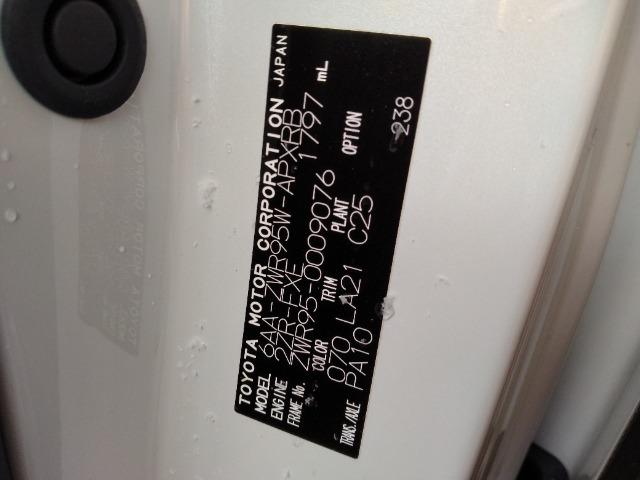 TOYOTA MOTOR CORPORATION JAPAN
MODEL 6AA-ZWR95W-APXRB
ENGINE 2ZR-FXE 1797 mL
FRAME No. ZWR95-0009076
COLOR TRIM PLANT OPTION
070 LA21 C25 238
TRANS./AXLE PA10